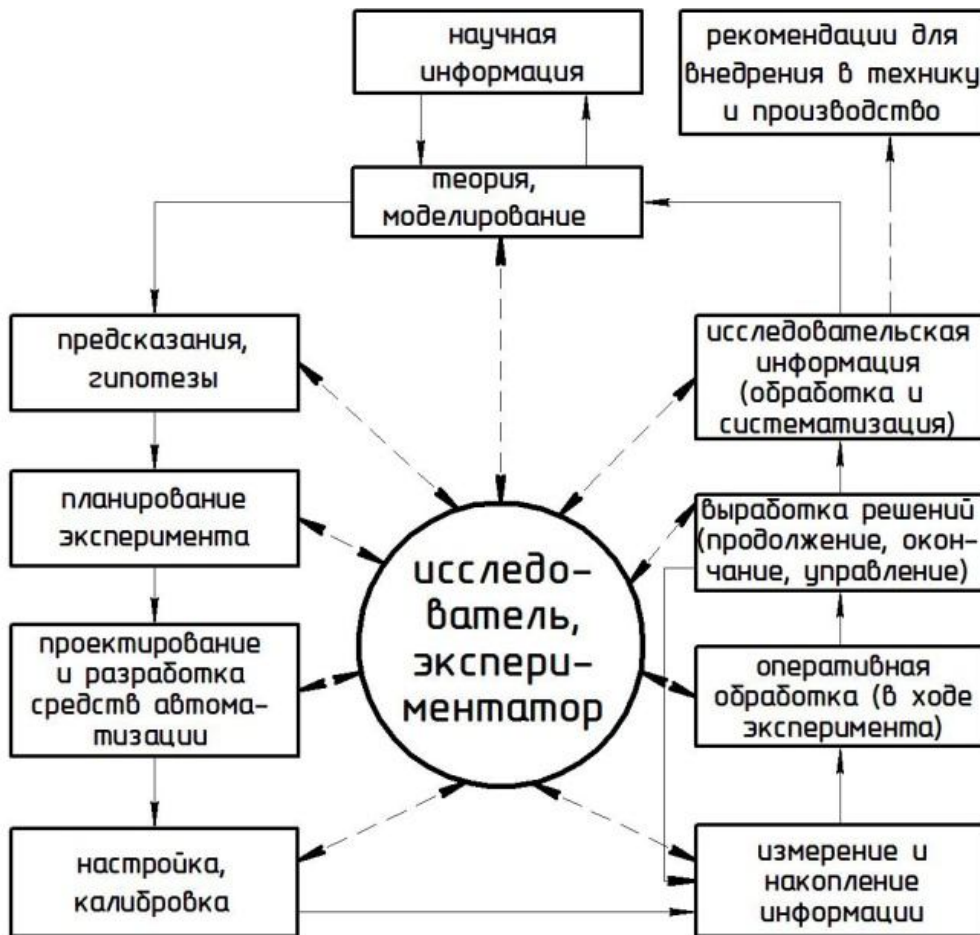 научная
информация
рекомендации для
внедрения в технику
и производство
теория,
моделирование
предсказания,
гипотезы
исследовательская
информация
(обработка и
систематизация)
планирование
эксперимента
выработка решений
(продолжение, окон-
чание, управление)
исследо-
ватель,
экспери-
ментатор
проектирование
и разработка
средств автома-
тизации
оперативная
обработка (в ходе
эксперимента)
настройка,
калибровка
измерение и
накопление
информации